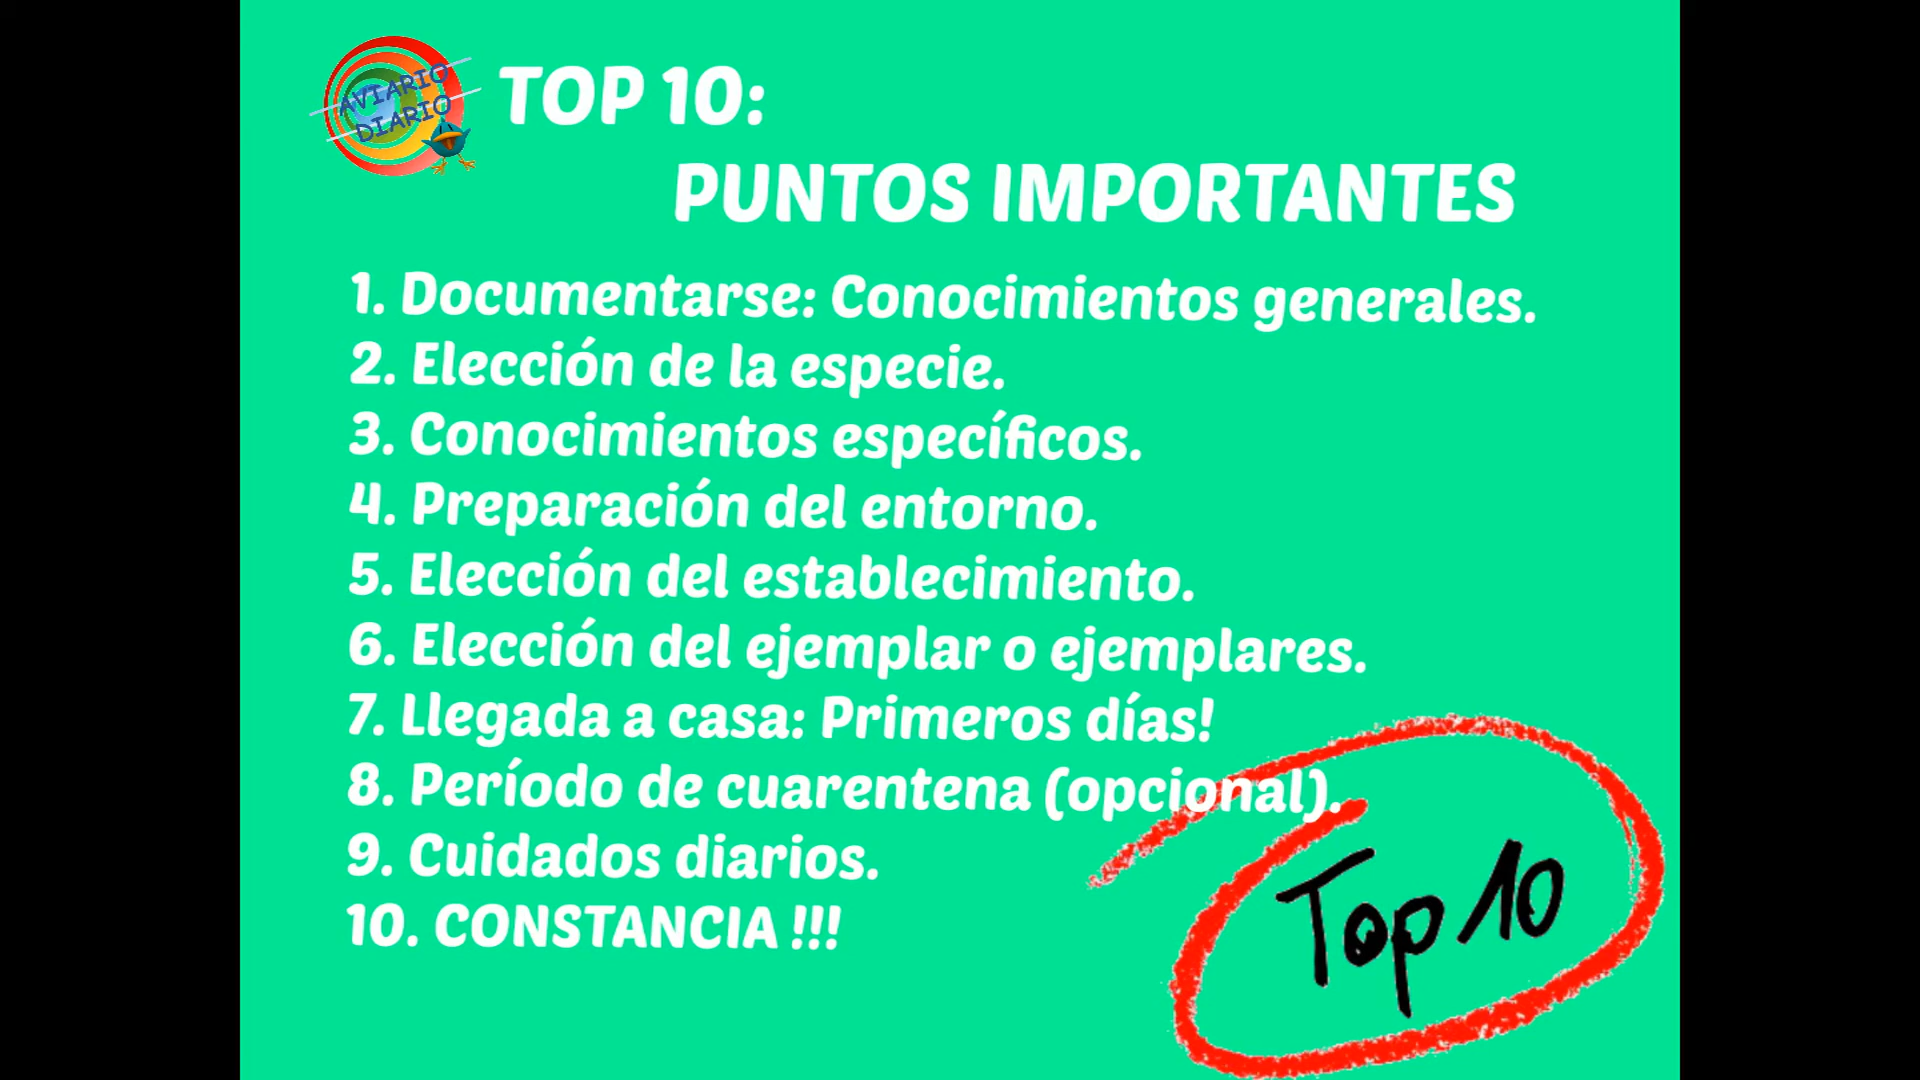 AVIARIO
DIARIO
TOP 10:
PUNTOS IMPORTANTES
1. Documentarse: Conocimientos generales.
2. Elección de la especie.
3. Conocimientos específicos.
4. Preparación del entorno.
5. Elección del establecimiento.
6. Elección del ejemplar o ejemplares.
7. Llegada a casa: Primeros días!
8. Período de cuarentena (opcional).
9. Cuidados diarios.
10. CONSTANCIA !!!
Top 10